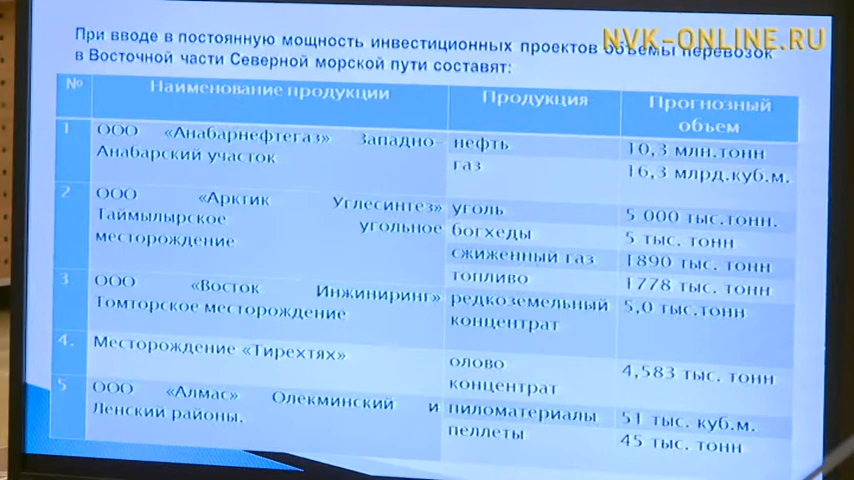 NVK-ONLINE.RU
При вводе в постоянную мощность инвестиционных проектов объемы перевозок
в Восточной части Северной морской пути составят:
№ Наименование продукции Продукция Прогнозный
объем
1 ООО «Анабарнефтегаз» Западно- нефть 10,3 млн.тонн
Анабарский участок газ 16,3 млрд.куб.м.
2 ООО «Арктик Углесинтез» уголь 5 000 тыс.тонн.
Таймылырское угольное богхеды 5 тыс. тонн
месторождение сжиженный газ 1890 тыс. тонн
топливо 1778 тыс. тонн
3 ООО «Восток Инжиниринг» редкоземельный 5,0 тыс.тонн
Томторское месторождение концентрат
4. Месторождение «Тирехтях» олово 4,583 тыс. тонн
концентрат
5 ООО «Алмас» Олекминский и пиломатериалы 51 тыс. куб.м.
Ленский районы. пеллеты 45 тыс. тонн